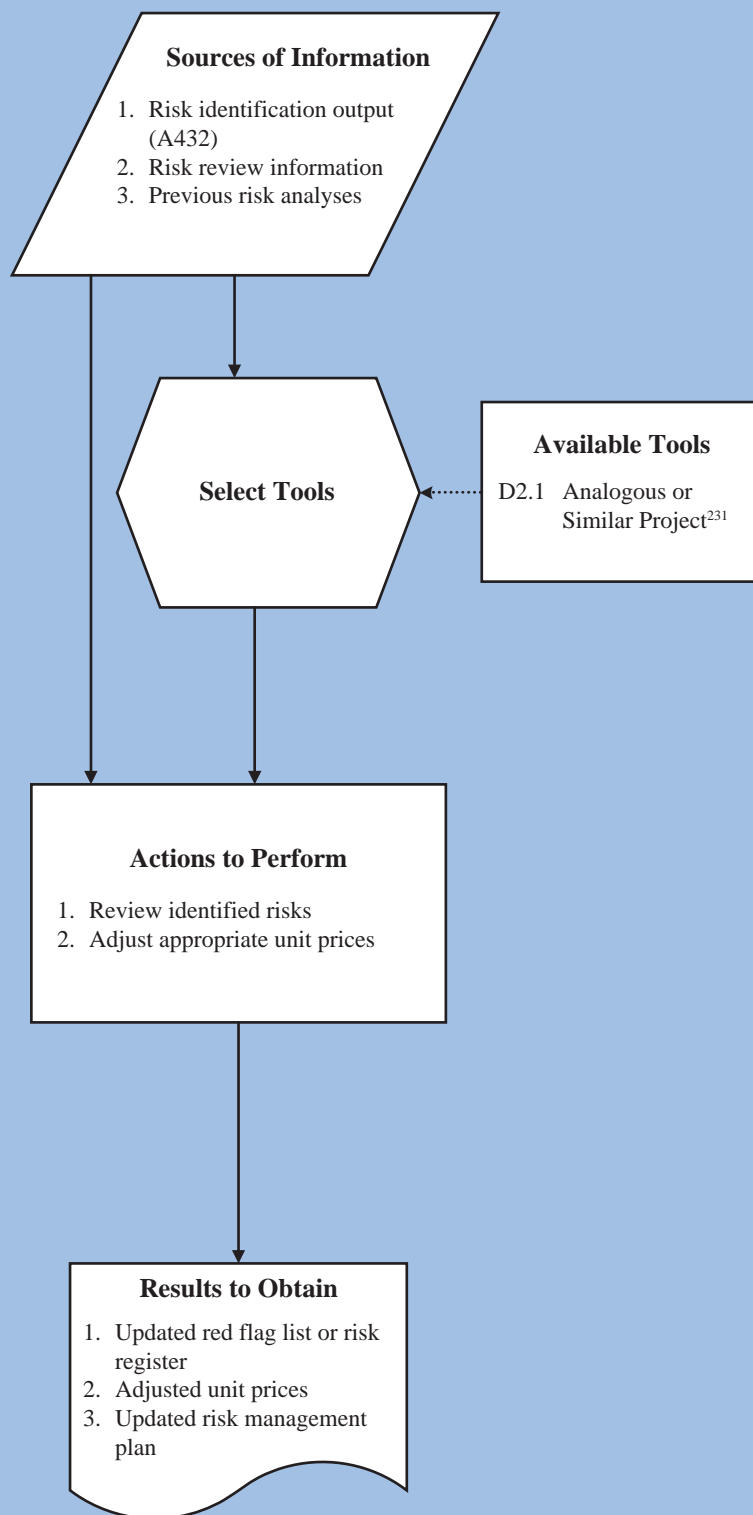 Sources of Information
1. Risk identification output
(A432)
2. Risk review information
3. Previous risk analyses
Select Tools
Available Tools
D2.1 Analogous or
Similar Project²³¹
Actions to Perform
1. Review identified risks
2. Adjust appropriate unit prices
Results to Obtain
1. Updated red flag list or risk
register
2. Adjusted unit prices
3. Updated risk management
plan